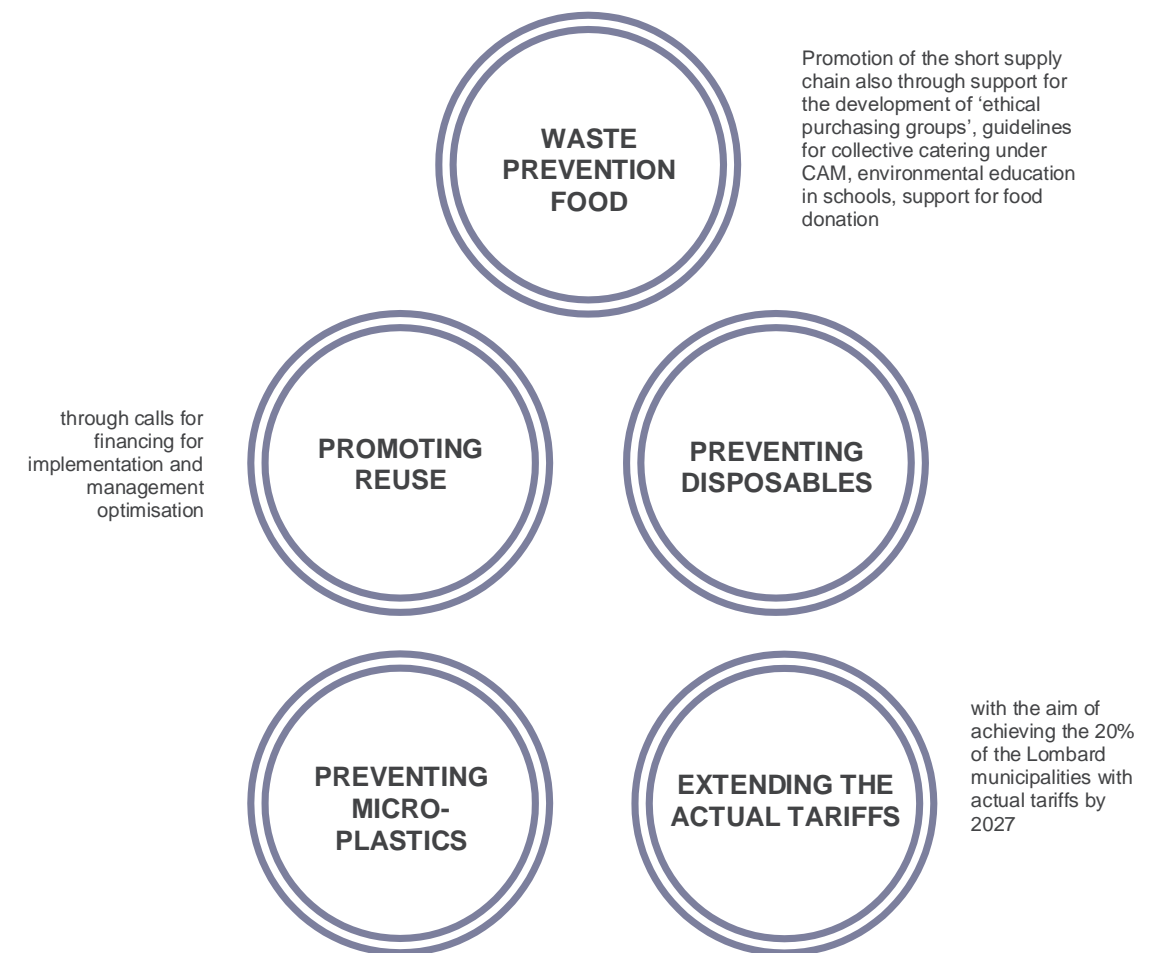 WASTE
PREVENTION
FOOD
Promotion of the short supply
chain also through support for
the development of ‘ethical
purchasing groups’, guidelines
for collective catering under
CAM, environmental education
in schools, support for food
donation
through calls for
financing for
implementation and
management
optimisation
PROMOTING
REUSE
PREVENTING
DISPOSABLES
PREVENTING
MICRO-
PLASTICS
EXTENDING THE
ACTUAL TARIFFS
with the aim of
achieving the 20%
of the Lombard
municipalities with
actual tariffs by
2027